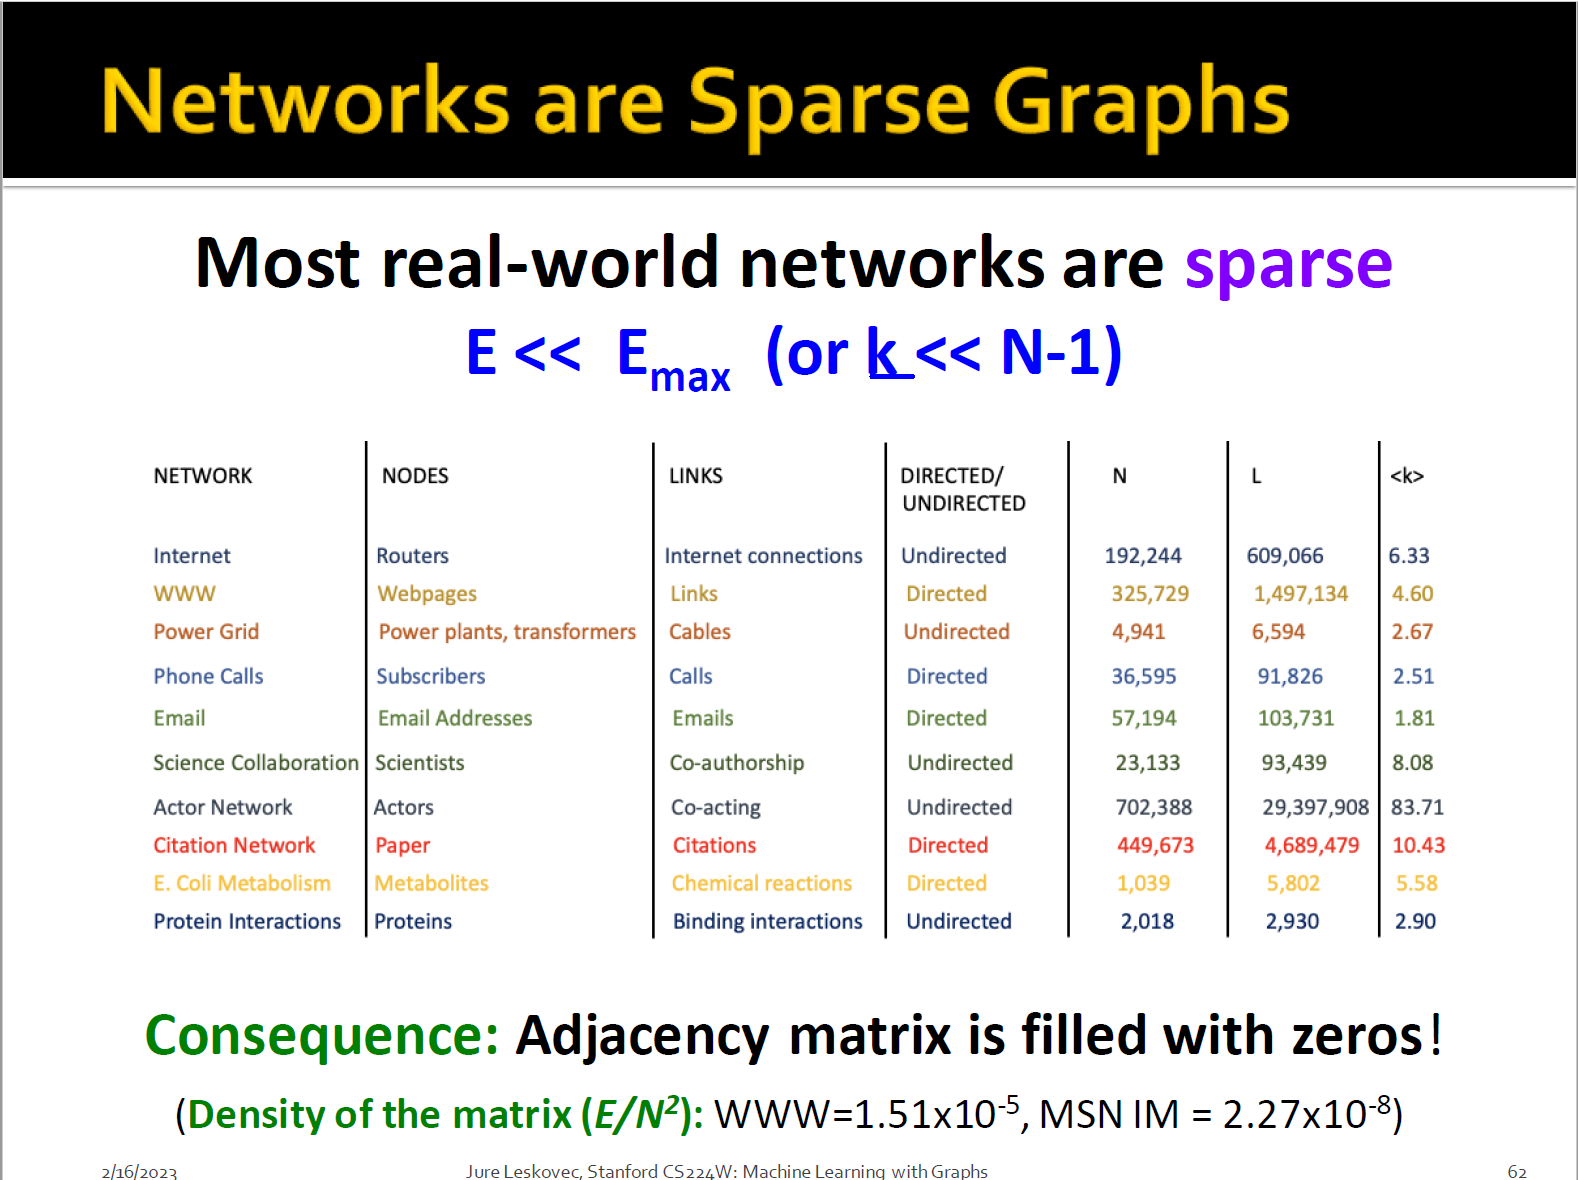 Networks are Sparse Graphs
Most real-world networks are sparse
E << Emax (or k << N-1)
NETWORK NODES LINKS DIRECTED/ UNDIRECTED N L <k>
Internet Routers Internet connections Undirected 192,244 609,066 6.33
WWW Webpages Links Directed 325,729 1,497,134 4.60
Power Grid Power plants, transformers Cables Undirected 4,941 6,594 2.67
Phone Calls Subscribers Calls Directed 36,595 91,826 2.51
Email Email Addresses Emails Directed 57,194 103,731 1.81
Science Collaboration Scientists Co-authorship Undirected 23,133 93,439 8.08
Actor Network Actors Co-acting Undirected 702,388 29,397,908 83.71
Citation Network Paper Citations Directed 449,673 4,689,479 10.43
E. Coli Metabolism Metabolites Chemical reactions Directed 1,039 5,802 5.58
Protein Interactions Proteins Binding interactions Undirected 2,018 2,930 2.90
Consequence: Adjacency matrix is filled with zeros!
(Density of the matrix (E/N²): WWW=1.51x10⁻⁵, MSN IM = 2.27x10⁻⁸)
2/16/2023 Jure Leskovec, Stanford CS224W: Machine Learning with Graphs 62